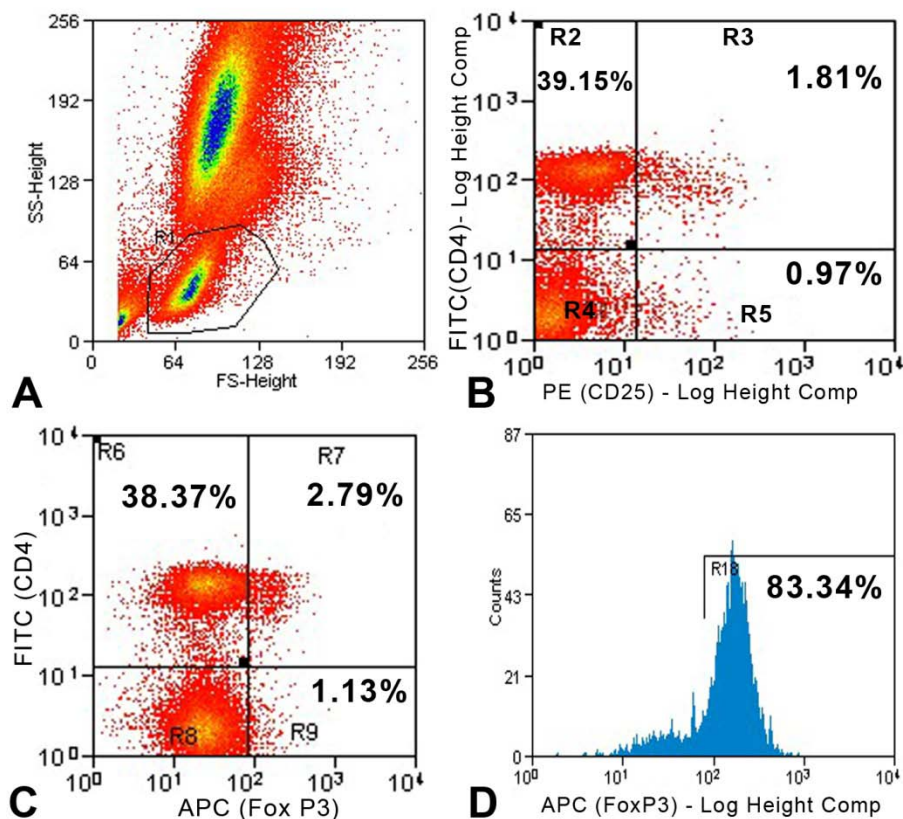 256
192
128
64
0
SS-Height
R1
0 64 128 192 256
FS-Height
A
10⁴
10³
10²
10¹
10⁰
FITC(CD4)- Log Height Comp
R2 R3
39.15% 1.81%
0.97%
R4 R5
10⁰ 10¹ 10² 10³ 10⁴
PE (CD25) - Log Height Comp
B
10⁴
10³
10²
10¹
10⁰
FITC (CD4)
R6 R7
38.37% 2.79%
1.13%
R8 R9
10⁰ 10¹ 10² 10³ 10⁴
APC (Fox P3)
C
87
65
43
21
0
Counts
R18
83.34%
10⁰ 10¹ 10² 10³ 10⁴
APC (FoxP3) - Log Height Comp
D